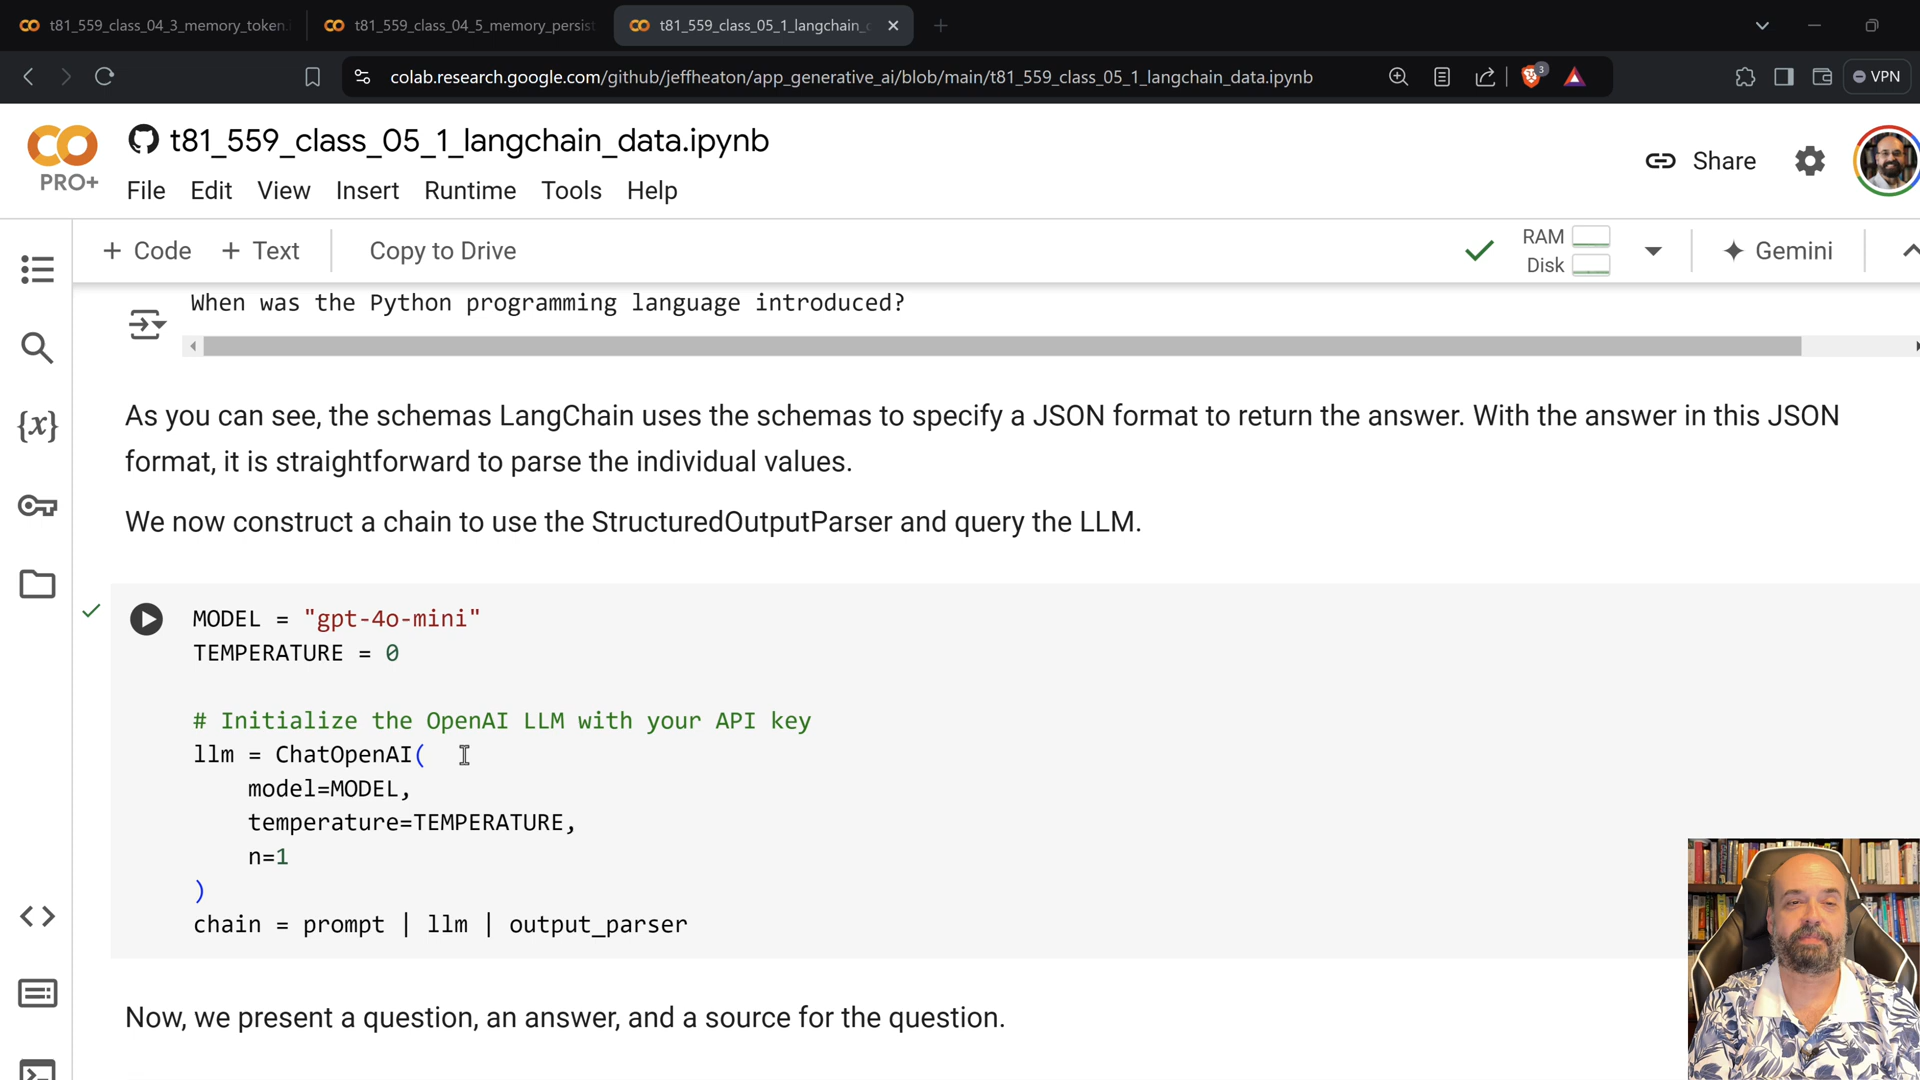 t81_559_class_04_3_memory_token.i
t81_559_class_04_5_memory_persist
t81_559_class_05_1_langchain_c
colab.research.google.com/github/jeffheaton/app_generative_ai/blob/main/t81_559_class_05_1_langchain_data.ipynb
3
VPN
PRO+
t81_559_class_05_1_langchain_data.ipynb
File Edit View Insert Runtime Tools Help
Share
+ Code + Text Copy to Drive
RAM
Disk
Gemini
When was the Python programming language introduced?
As you can see, the schemas LangChain uses the schemas to specify a JSON format to return the answer. With the answer in this JSON
format, it is straightforward to parse the individual values.
We now construct a chain to use the StructuredOutputParser and query the LLM.
MODEL = "gpt-4o-mini"
TEMPERATURE = 0
# Initialize the OpenAI LLM with your API key
llm = ChatOpenAI(
model=MODEL,
temperature=TEMPERATURE,
n=1
)
chain = prompt | llm | output_parser
Now, we present a question, an answer, and a source for the question.